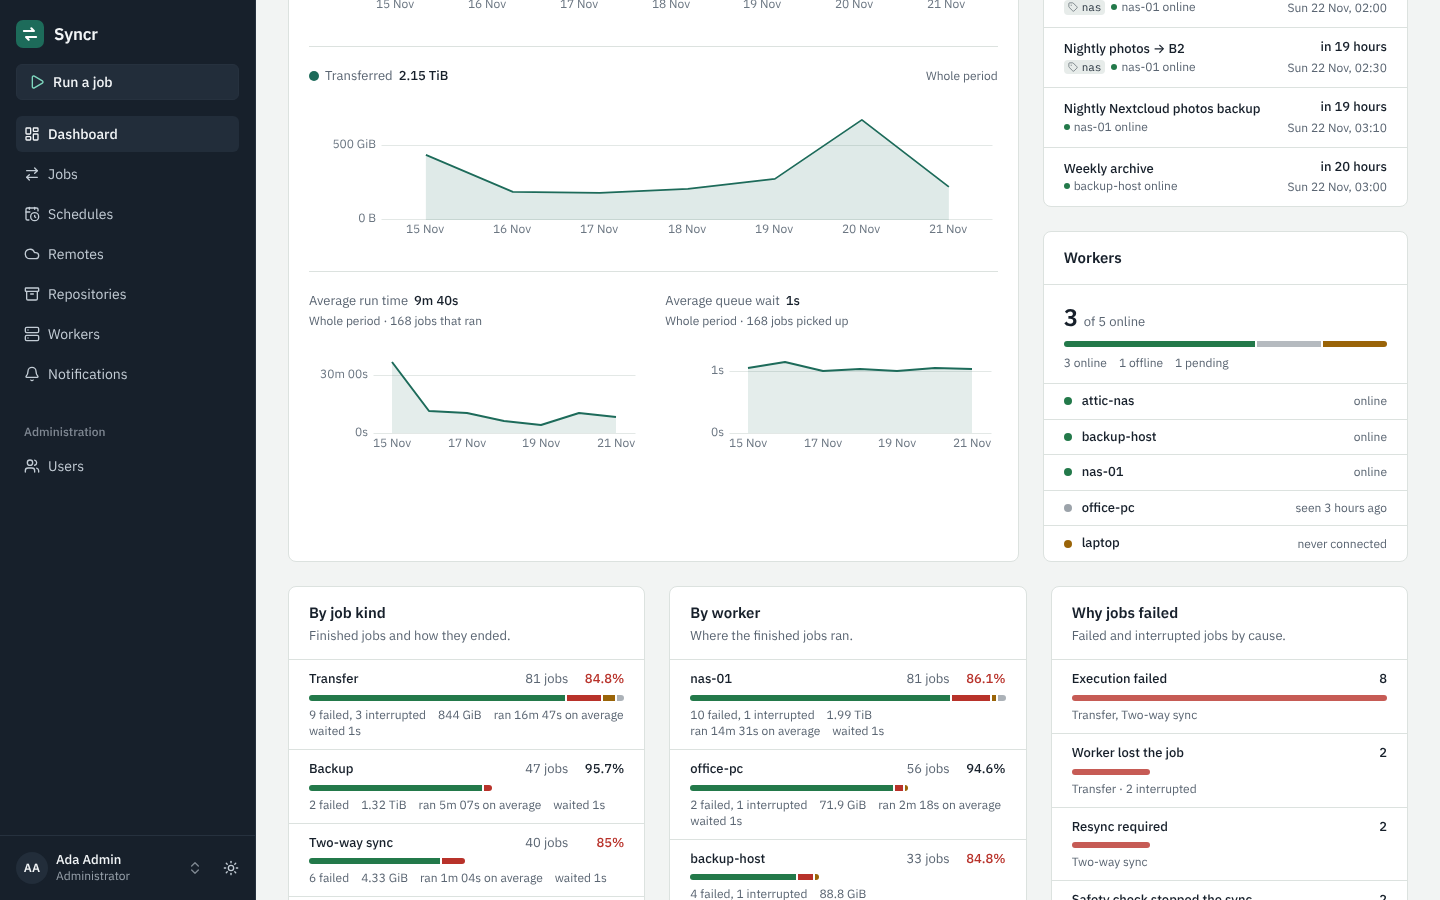 Syncr
Run a job
Dashboard
Jobs
Schedules
Remotes
Repositories
Workers
Notifications
Administration
Users
AA
Ada Admin
Administrator
15 Nov 16 Nov 17 Nov 18 Nov 19 Nov 20 Nov 21 Nov
Transferred 2.15 TiB Whole period
500 GiB
0 B
15 Nov 16 Nov 17 Nov 18 Nov 19 Nov 20 Nov 21 Nov
Average run time 9m 40s
Whole period · 168 jobs that ran
30m 00s
0s
15 Nov 17 Nov 19 Nov 21 Nov
Average queue wait 1s
Whole period · 168 jobs picked up
1s
0s
15 Nov 17 Nov 19 Nov 21 Nov
nas nas-01 online Sun 22 Nov, 02:00
Nightly photos → B2 in 19 hours
nas nas-01 online Sun 22 Nov, 02:30
Nightly Nextcloud photos backup in 19 hours
nas-01 online Sun 22 Nov, 03:10
Weekly archive in 20 hours
backup-host online Sun 22 Nov, 03:00
Workers
3 of 5 online
3 online 1 offline 1 pending
attic-nas online
backup-host online
nas-01 online
office-pc seen 3 hours ago
laptop never connected
By job kind
Finished jobs and how they ended.
Transfer 81 jobs 84.8%
9 failed, 3 interrupted 844 GiB ran 16m 47s on average
waited 1s
Backup 47 jobs 95.7%
2 failed 1.32 TiB ran 5m 07s on average waited 1s
Two-way sync 40 jobs 85%
6 failed 4.33 GiB ran 1m 04s on average waited 1s
By worker
Where the finished jobs ran.
nas-01 81 jobs 86.1%
10 failed, 1 interrupted 1.99 TiB
ran 14m 31s on average waited 1s
office-pc 56 jobs 94.6%
2 failed, 1 interrupted 71.9 GiB ran 2m 18s on average
waited 1s
backup-host 33 jobs 84.8%
4 failed, 1 interrupted 88.8 GiB
Why jobs failed
Failed and interrupted jobs by cause.
Execution failed 8
Transfer, Two-way sync
Worker lost the job 2
Transfer · 2 interrupted
Resync required 2
Two-way sync
Safety check stopped the sync 2